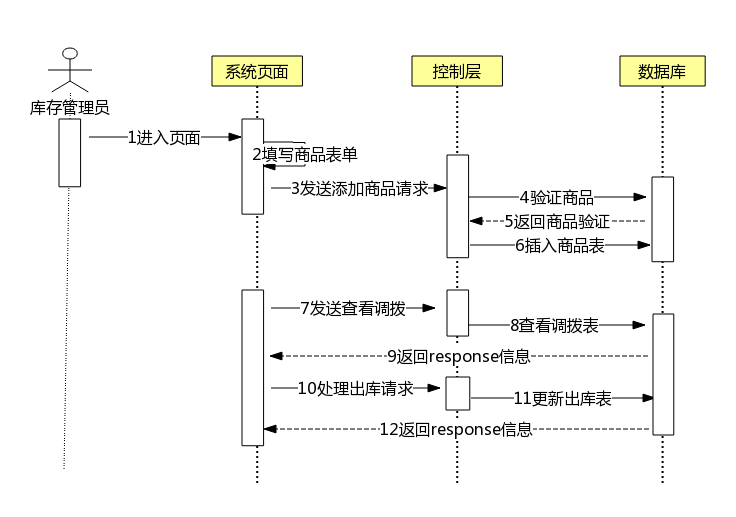 系统页面
控制层
数据库
库存管理员
1进入页面
2填写商品表单
3发送添加商品请求
4验证商品
5返回商品验证
6插入商品表
7发送查看调拨
8查看调拨表
9返回response信息
10处理出库请求
11更新出库表
12返回response信息